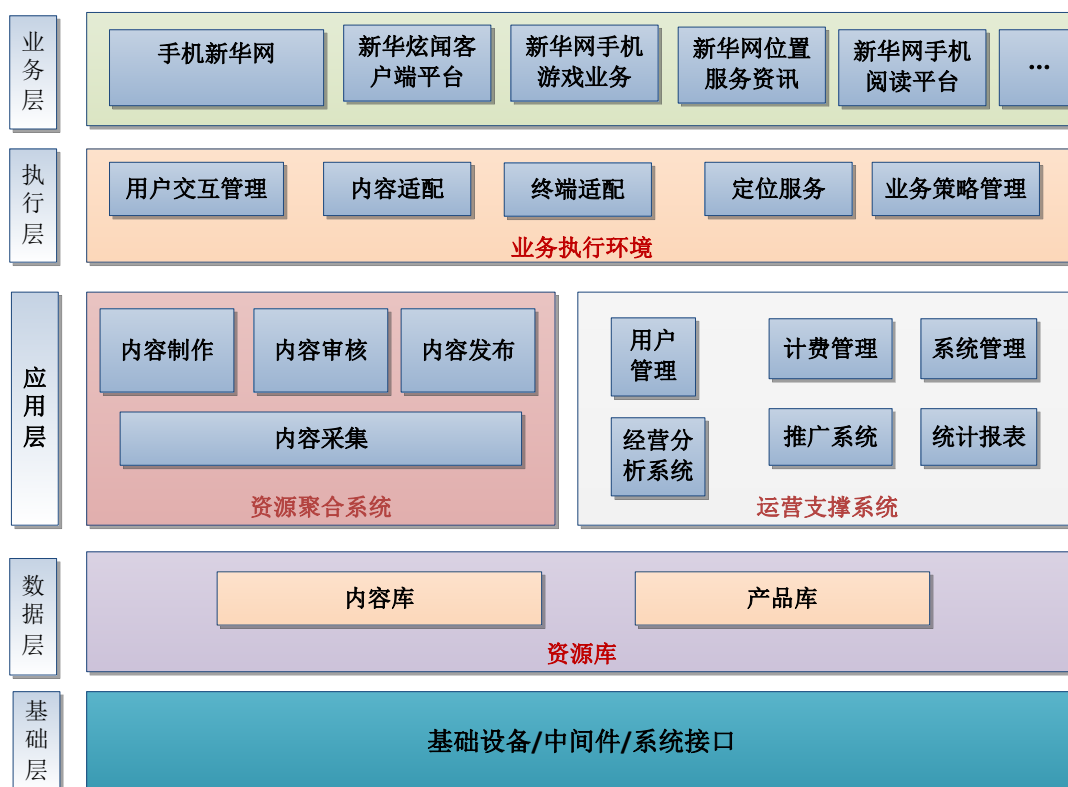 业务层
手机新华网
新华炫闻客
户端平台
新华网手机
游戏业务
新华网位置
服务资讯
新华网手机
阅读平台
...
执行层
用户交互管理
内容适配
终端适配
定位服务
业务策略管理
业务执行环境
应用层
内容制作
内容审核
内容发布
内容采集
资源聚合系统
用户
管理
计费管理
系统管理
经营分
析系统
推广系统
统计报表
运营支撑系统
数据层
内容库
产品库
资源库
基础层
基础设备/中间件/系统接口